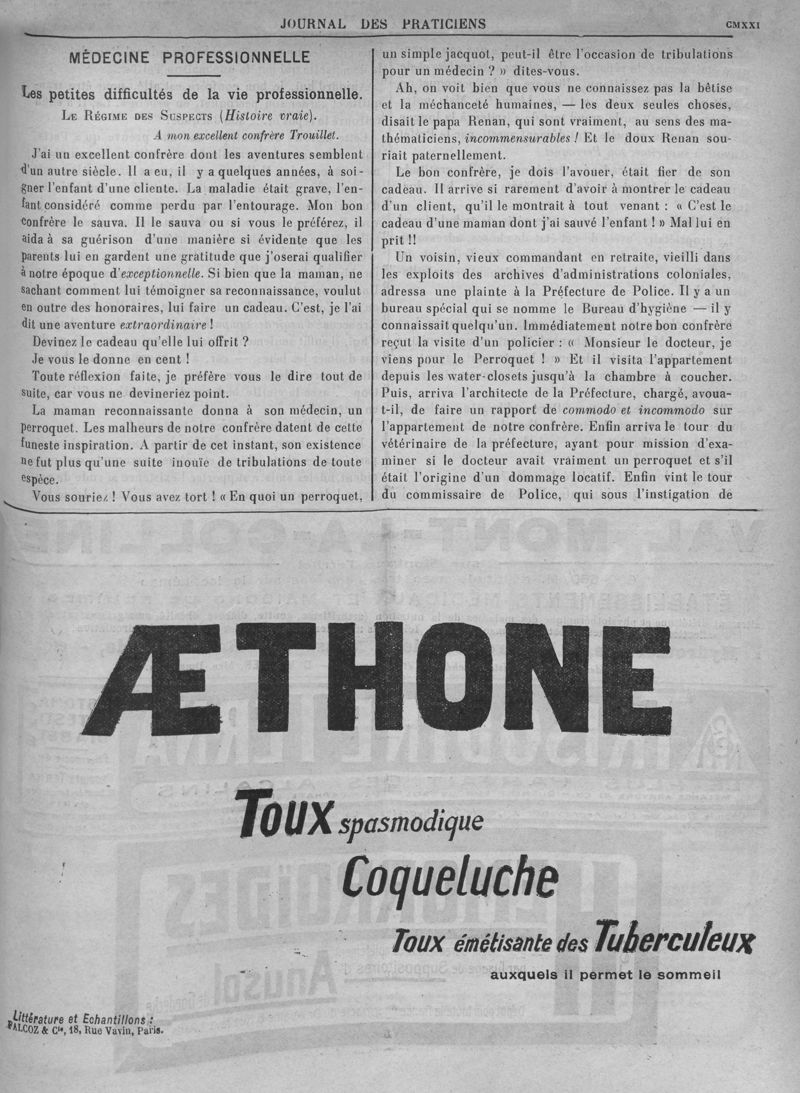 JOURNAL DES PRATICIENS
CMXXI
MÉDECINE PROFESSIONNELLE
Les petites difficultés de la vie professionnelle.
LE RÉGIME DES SUSPECTS (Histoire vraie).
A mon excellent confrère Trouillet.
J'ai un excellent confrère dont les aventures semblent
d'un autre siècle. Il a eu, il y a quelques années, à soi-
gner l'enfant d'une cliente. La maladie était grave, l'en-
fant considéré comme perdu par l'entourage. Mon bon
confrère le sauva. Il le sauva ou si vous le préférez, il
aida à sa guérison d'une manière si évidente que les
parents lui en gardent une gratitude que j'oserai qualifier
à notre époque d'exceptionnelle. Si bien que la maman, ne
sachant comment lui témoigner sa reconnaissance, voulut
en outre des honoraires, lui faire un cadeau. C'est, je l'ai
dit une aventure extraordinaire !
Devinez le cadeau qu'elle lui offrit ?
Je vous le donne en cent !
Toute réflexion faite, je préfère vous le dire tout de
suite, car vous ne devineriez point.
La maman reconnaissante donna à son médecin, un
perroquet. Les malheurs de notre confrère datent de cette
funeste inspiration. A partir de cet instant, son existence
ne fut plus qu'une suite inouïe de tribulations de toute
espèce.
Vous souriez ! Vous avez tort ! « En quoi un perroquet,
un simple jacquot, peut-il être l'occasion de tribulations
pour un médecin ? » dites-vous.
Ah, on voit bien que vous ne connaissez pas la bêtise
et la méchanceté humaines, — les deux seules choses,
disait le papa Renan, qui sont vraiment, au sens des ma-
thématiciens, incommensurables ! Et le doux Renan sou-
riait paternellement.
Le bon confrère, je dois l'avouer, était fier de son
cadeau. Il arrive si rarement d'avoir à montrer le cadeau
d'un client, qu'il le montrait à tout venant : « C'est le
cadeau d'une maman dont j'ai sauvé l'enfant ! » Mal lui en
prit !!
Un voisin, vieux commandant en retraite, vieilli dans
les exploits des archives d'administrations coloniales,
adressa une plainte à la Préfecture de Police. Il y a un
bureau spécial qui se nomme le Bureau d'hygiène — il y
connaissait quelqu'un. Immédiatement notre bon confrère
reçut la visite d'un policier : « Monsieur le docteur, je
viens pour le Perroquet ! » Et il visita l'appartement
depuis les water-closets jusqu'à la chambre à coucher.
Puis, arriva l'architecte de la Préfecture, chargé, avoua-
t-il, de faire un rapport de commodo et incommodo sur
l'appartement de notre confrère. Enfin arriva le tour du
vétérinaire de la préfecture, ayant pour mission d'exa-
miner si le docteur avait vraiment un perroquet et s'il
était l'origine d'un dommage locatif. Enfin vint le tour
du commissaire de Police, qui sous l'instigation de
ÆTHONE
Toux spasmodique
Coqueluche
Toux émétisante des Tuberculeux
auxquels il permet le sommeil
Littérature et Echantillons :
FALCOZ & Cie, 18, Rue Vavin, Paris.